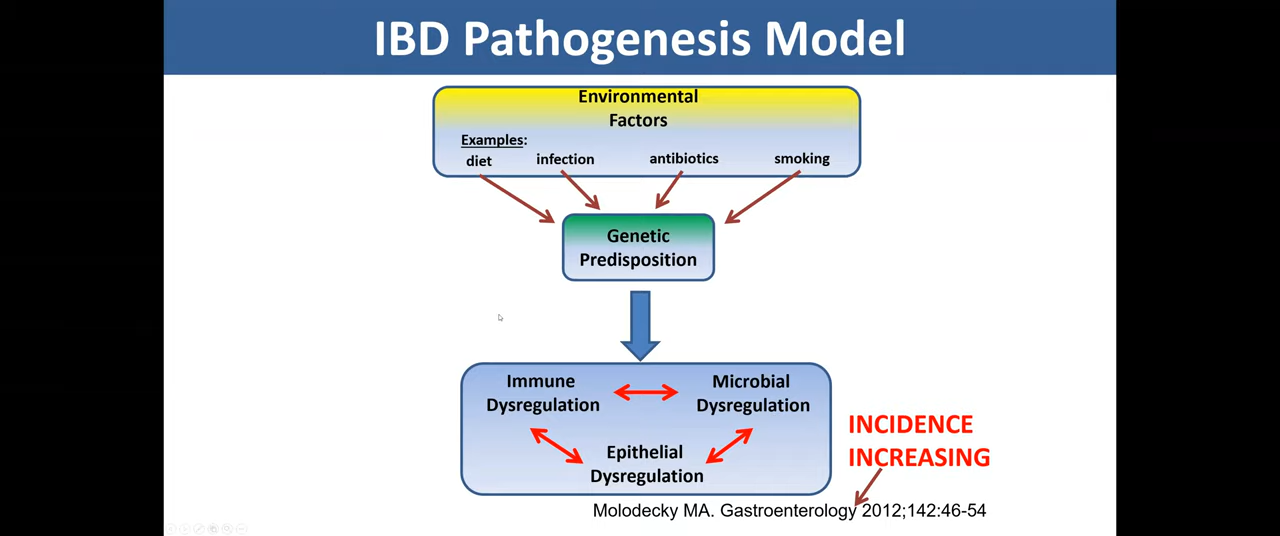 IBD Pathogenesis Model
Environmental
Factors
Examples:
diet infection antibiotics smoking
Genetic
Predisposition
Immune
Dysregulation
Microbial
Dysregulation
Epithelial
Dysregulation
INCIDENCE
INCREASING
Molodecky MA. Gastroenterology 2012;142:46-54